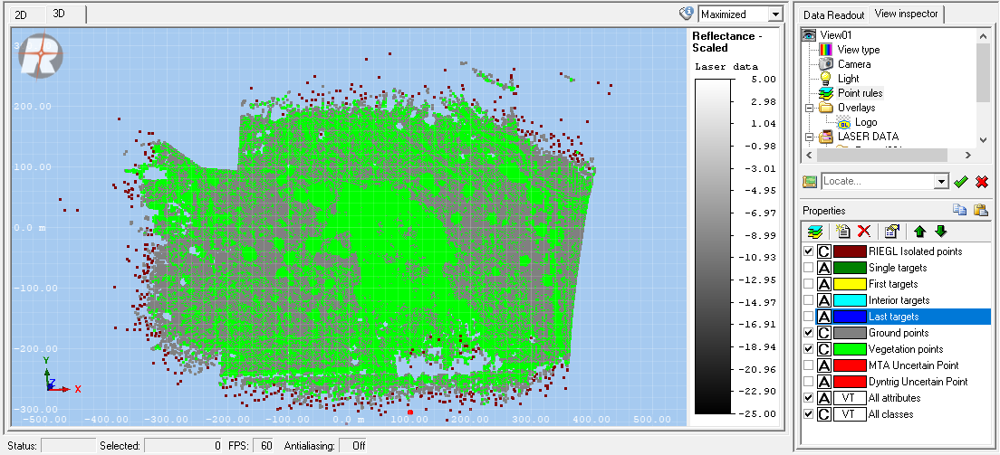 2D
3D
Maximized
Data Readout
View inspector
Reflectance -
Scaled
Laser data
5.00
2.98
1.04
-0.98
-3.01
-4.95
-6.97
-8.99
-10.93
-12.95
-14.97
-16.91
-18.93
-20.96
-22.90
-25.00
200.00
100.00
0.0 m
-100.00
-200.00
-300.00
-500.00
-400.00
-300.00
-200.00
-100.00
0.0 m
100.00
200.00
300.00
400.00
500.00
R
Y
Z
X
View01
View type
Camera
Light
Point rules
Overlays
Logo
LASER DATA
Locate...
Properties
C RIEGL Isolated points
A Single targets
A First targets
A Interior targets
A Last targets
C Ground points
C Vegetation points
A MTA Uncertain Point
A Dyntrig Uncertain Point
A VT All attributes
C VT All classes
Status:
Selected: 0
FPS: 60
Antialiasing: Off